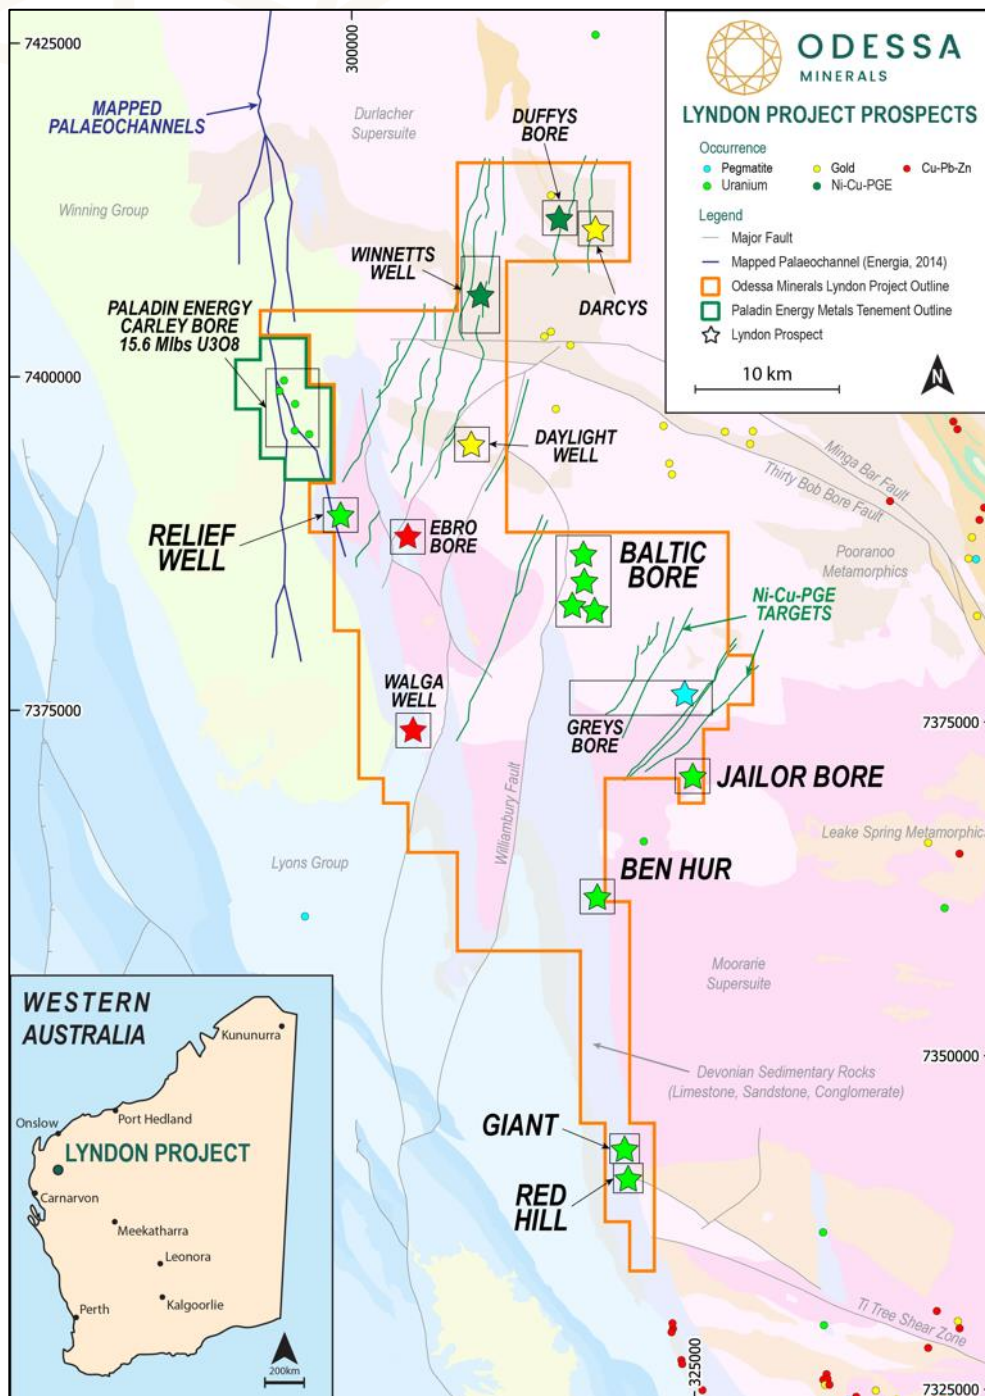 7425000
300000
ODESSA
MINERALS
LYNDON PROJECT PROSPECTS
Occurrence
Pegmatite
Gold
Cu-Pb-Zn
Uranium
Ni-Cu-PGE
Legend
Major Fault
Mapped Palaeochannel (Energia, 2014)
Odessa Minerals Lyndon Project Outline
Paladin Energy Metals Tenement Outline
Lyndon Prospect
10 km
N
MAPPED
PALAEOCHANNELS
Durlacher
Supersuite
DUFFYS
BORE
Winning Group
WINNETTS
WELL
DARCYS
PALADIN ENERGY
CARLEY BORE
15.6 Mlbs U3O8
7400000
DAYLIGHT
WELL
Minga Bar Fault
Thirty Bob Bore Fault
RELIEF
WELL
EBRO
BORE
BALTIC
BORE
Pooranoo
Metamorphics
Ni-Cu-PGE
TARGETS
WALGA
WELL
7375000
GREYS
BORE
7375000
JAILOR BORE
Williambury Fault
Leake Spring Metamorphics
Lyons Group
BEN HUR
Moorarie
Supersuite
7350000
Devonian Sedimentary Rocks
(Limestone, Sandstone, Conglomerate)
GIANT
RED
HILL
Ti Tree Shear Zone
325000
7325000
WESTERN
AUSTRALIA
Kununurra
Port Hedland
Onslow
LYNDON PROJECT
Carnarvon
Meekatharra
Leonora
Kalgoorlie
Perth
200km